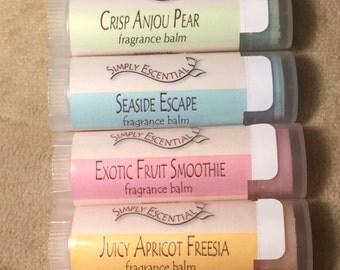 CRISP ANJOU PEAR
fragrance balm
SIMPLY ESCENTIAL
SEASIDE ESCAPE
fragrance balm
SIMPLY ESCENTIAL
EXOTIC FRUIT SMOOTHIE
fragrance balm
SIMPLY ESCENTIAL
JUICY APRICOT FREESIA
fragrance balm